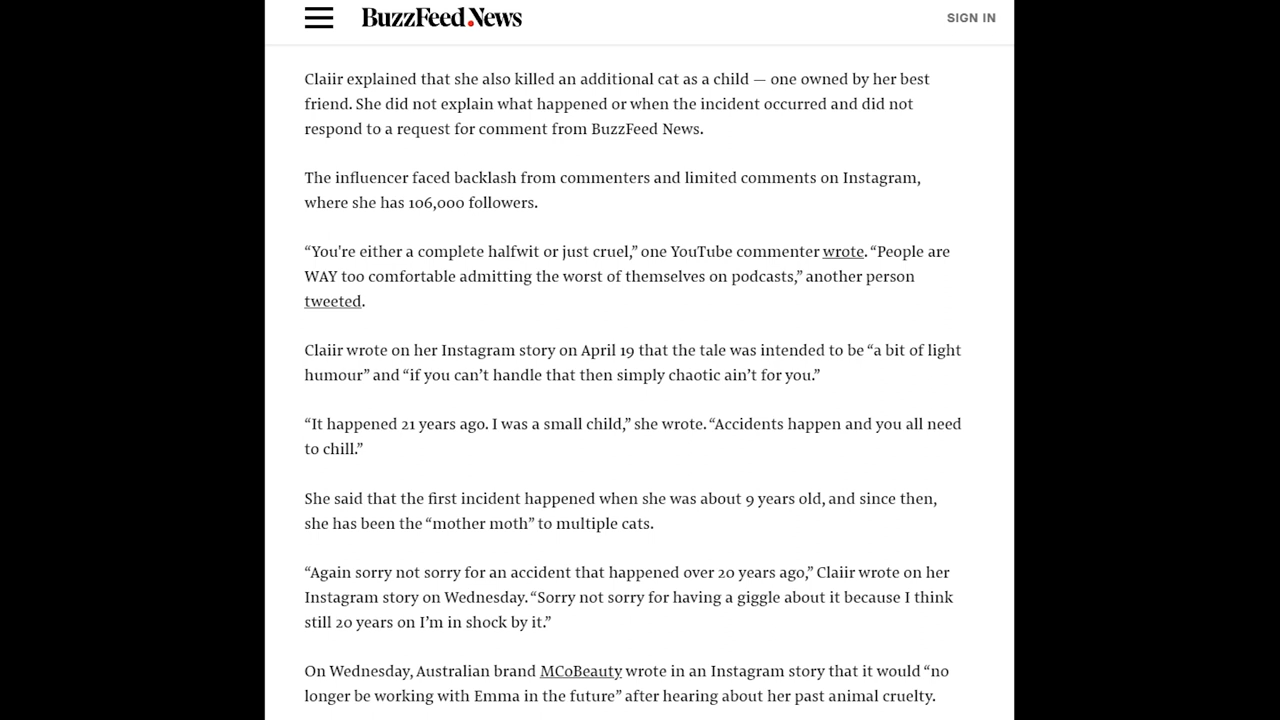 BuzzFeed News
SIGN IN
Claiir explained that she also killed an additional cat as a child — one owned by her best
friend. She did not explain what happened or when the incident occurred and did not
respond to a request for comment from BuzzFeed News.
The influencer faced backlash from commenters and limited comments on Instagram,
where she has 106,000 followers.
“You're either a complete halfwit or just cruel,” one YouTube commenter wrote. “People are
WAY too comfortable admitting the worst of themselves on podcasts,” another person
tweeted.
Claiir wrote on her Instagram story on April 19 that the tale was intended to be “a bit of light
humour” and “if you can’t handle that then simply chaotic ain’t for you.”
“It happened 21 years ago. I was a small child,” she wrote. “Accidents happen and you all need
to chill.”
She said that the first incident happened when she was about 9 years old, and since then,
she has been the “mother moth” to multiple cats.
“Again sorry not sorry for an accident that happened over 20 years ago,” Claiir wrote on her
Instagram story on Wednesday. “Sorry not sorry for having a giggle about it because I think
still 20 years on I’m in shock by it.”
On Wednesday, Australian brand MCoBeauty wrote in an Instagram story that it would “no
longer be working with Emma in the future” after hearing about her past animal cruelty.